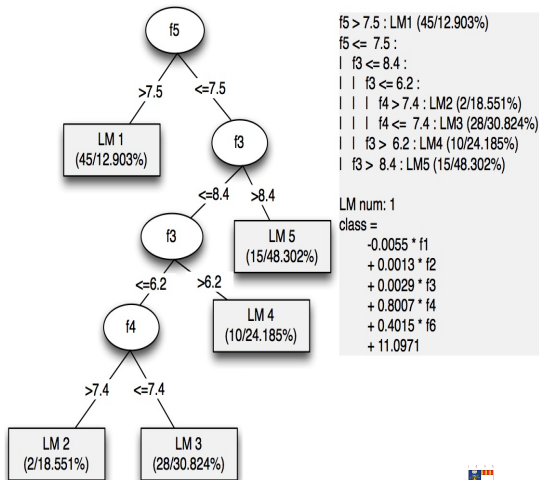 f5
>7.5
<=7.5
LM 1
(45/12.903%)
f3
<=8.4
>8.4
f3
LM 5
(15/48.302%)
<=6.2
>6.2
f4
LM 4
(10/24.185%)
>7.4
<=7.4
LM 2
(2/18.551%)
LM 3
(28/30.824%)
f5 > 7.5 : LM1 (45/12.903%)
f5 <= 7.5 :
| f3 <= 8.4 :
| | f3 <= 6.2 :
| | | f4 > 7.4 : LM2 (2/18.551%)
| | | f4 <= 7.4 : LM3 (28/30.824%)
| | f3 > 6.2 : LM4 (10/24.185%)
| f3 > 8.4 : LM5 (15/48.302%)
LM num: 1
class =
-0.0055 * f1
+ 0.0013 * f2
+ 0.0029 * f3
+ 0.8007 * f4
+ 0.4015 * f6
+ 11.0971